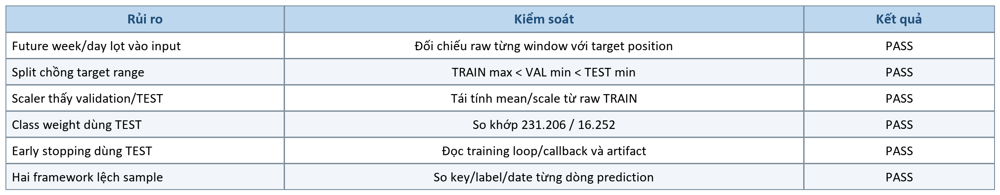 Rủi ro Kiểm soát Kết quả
Future week/day lọt vào input Đối chiếu raw từng window với target position PASS
Split chồng target range TRAIN max < VAL min < TEST min PASS
Scaler thấy validation/TEST Tái tính mean/scale từ raw TRAIN PASS
Class weight dùng TEST So khớp 231.206 / 16.252 PASS
Early stopping dùng TEST Đọc training loop/callback và artifact PASS
Hai framework lệch sample So key/label/date từng dòng prediction PASS